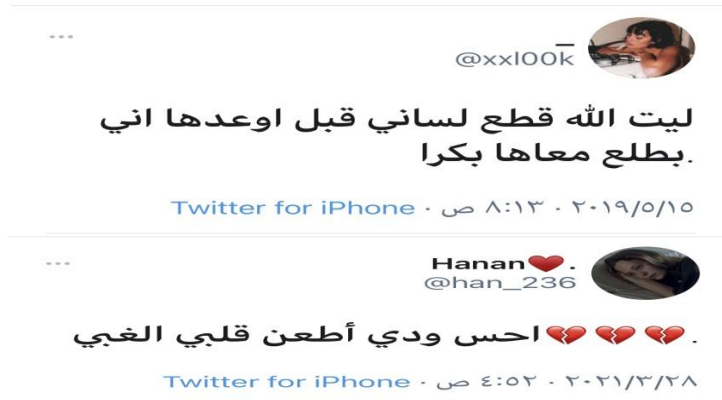 @xxl00k
ليت الله قطع لساني قبل اوعدها اني
بطلع معاها بكرا.
٢٠١٩/٥/١٥ · ٨:١٣ ص · Twitter for iPhone
Hanan❤️.
@han_236
احس ودي أطعن قلبي الغبي💔💔💔.
٢٠٢١/٣/٢٨ · ٤:٥٢ ص · Twitter for iPhone